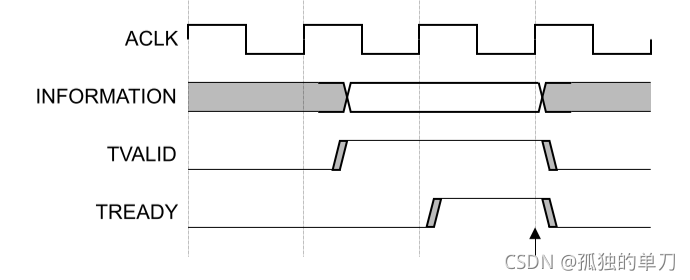 ACLK
INFORMATION
TVALID
TREADY
CSDN @孤独的单刀